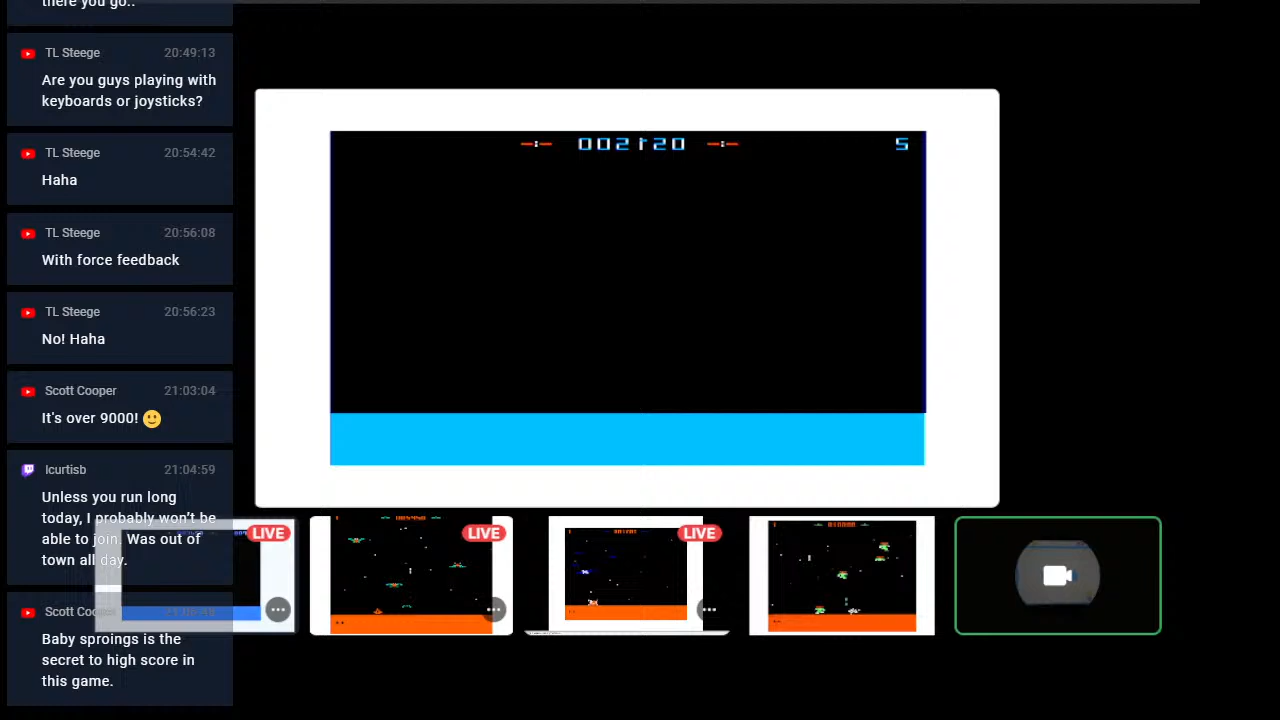 there you go..
TL Steege 20:49:13
Are you guys playing with
keyboards or joysticks?
TL Steege 20:54:42
Haha
TL Steege 20:56:08
With force feedback
TL Steege 20:56:23
No! Haha
Scott Cooper 21:03:04
It's over 9000! 🙂
lcurtisb 21:04:59
Unless you run long
today, I probably won't be
able to join. Was out of
town all day.
Scott Cooper 21:06:48
Baby sproings is the
secret to high score in
this game.
002120 5
LIVE
LIVE
LIVE